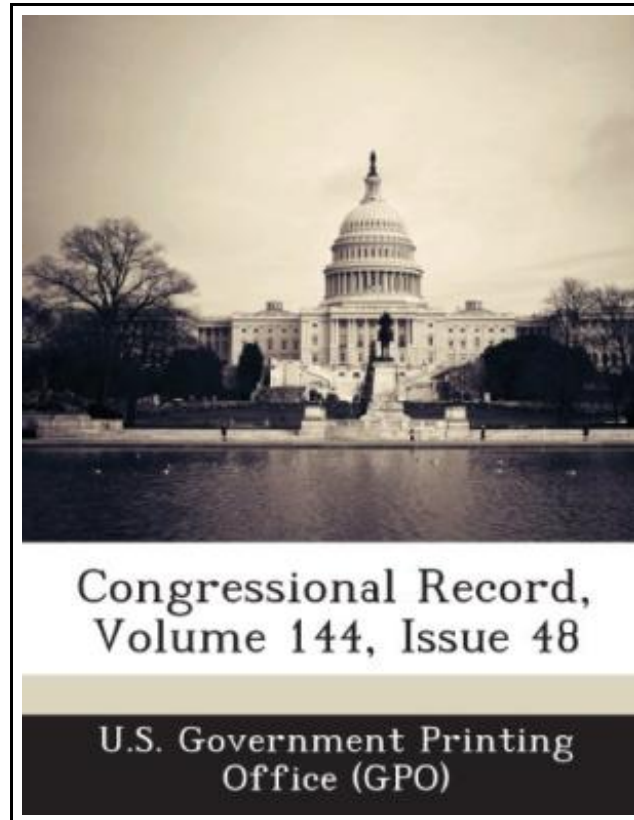 Congressional Record,
Volume 144, Issue 48
U.S. Government Printing
Office (GPO)